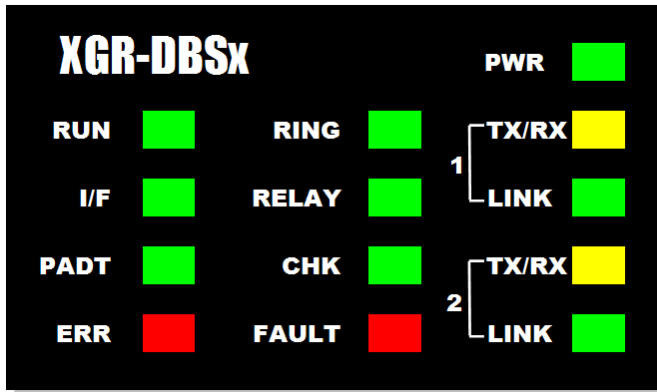 XGR-DBSx
PWR
RUN RING TX/RX
1
I/F RELAY LINK
PADT CHK TX/RX
2
ERR FAULT LINK